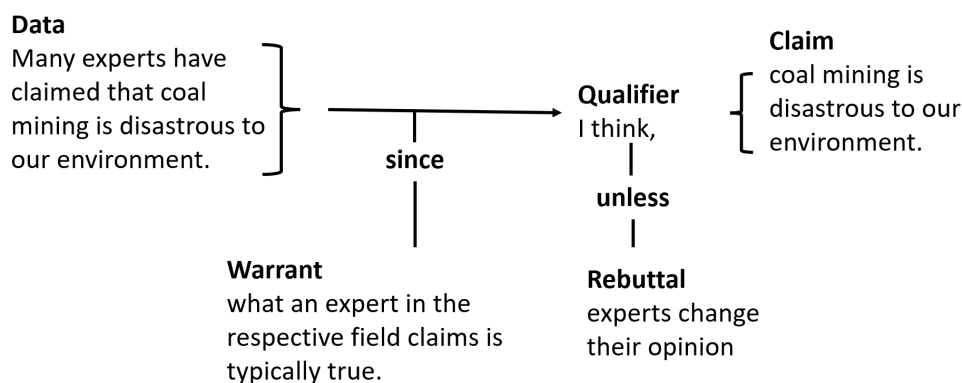 Data
Many experts have
claimed that coal
mining is disastrous to
our environment.
since
Warrant
what an expert in the
respective field claims is
typically true.
Qualifier
I think,
unless
Rebuttal
experts change
their opinion
Claim
coal mining is
disastrous to our
environment.